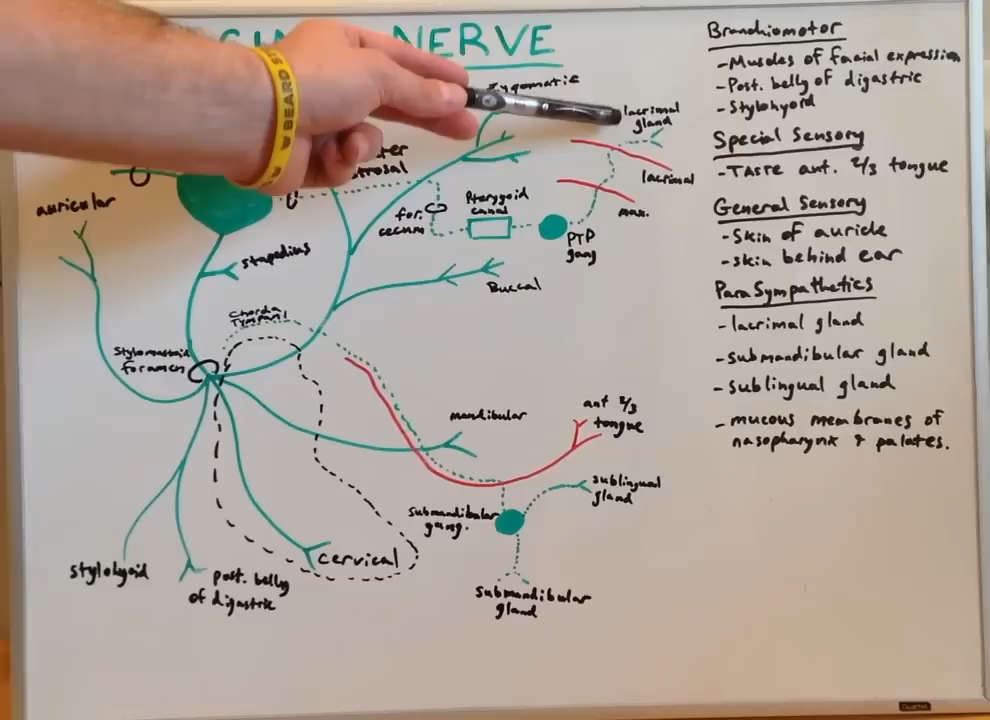 NERVE
zygomatic
lacrimal
gland
lacrimal
max.
for.
cecum
Pterygoid
canal
PTP
gang
auricular
stapedius
Buccal
Chorda
Tympani
Stylomastoid
foramen
mandibular
ant 2/3
tongue
sublingual
gland
submandibular
gang.
submandibular
gland
cervical
stylohyoid
post. belly
of digastric
BEARD
Branchiomotor
- Muscles of facial expression
- Post. belly of digastric
- Stylohyoid
Special Sensory
- TASTE ant. 2/3 tongue
General Sensory
- Skin of auricle
- skin behind ear
ParaSympathetics
- lacrimal gland
- submandibular gland
- sublingual gland
- mucous membranes of
nasopharynx & palates.
Quartet